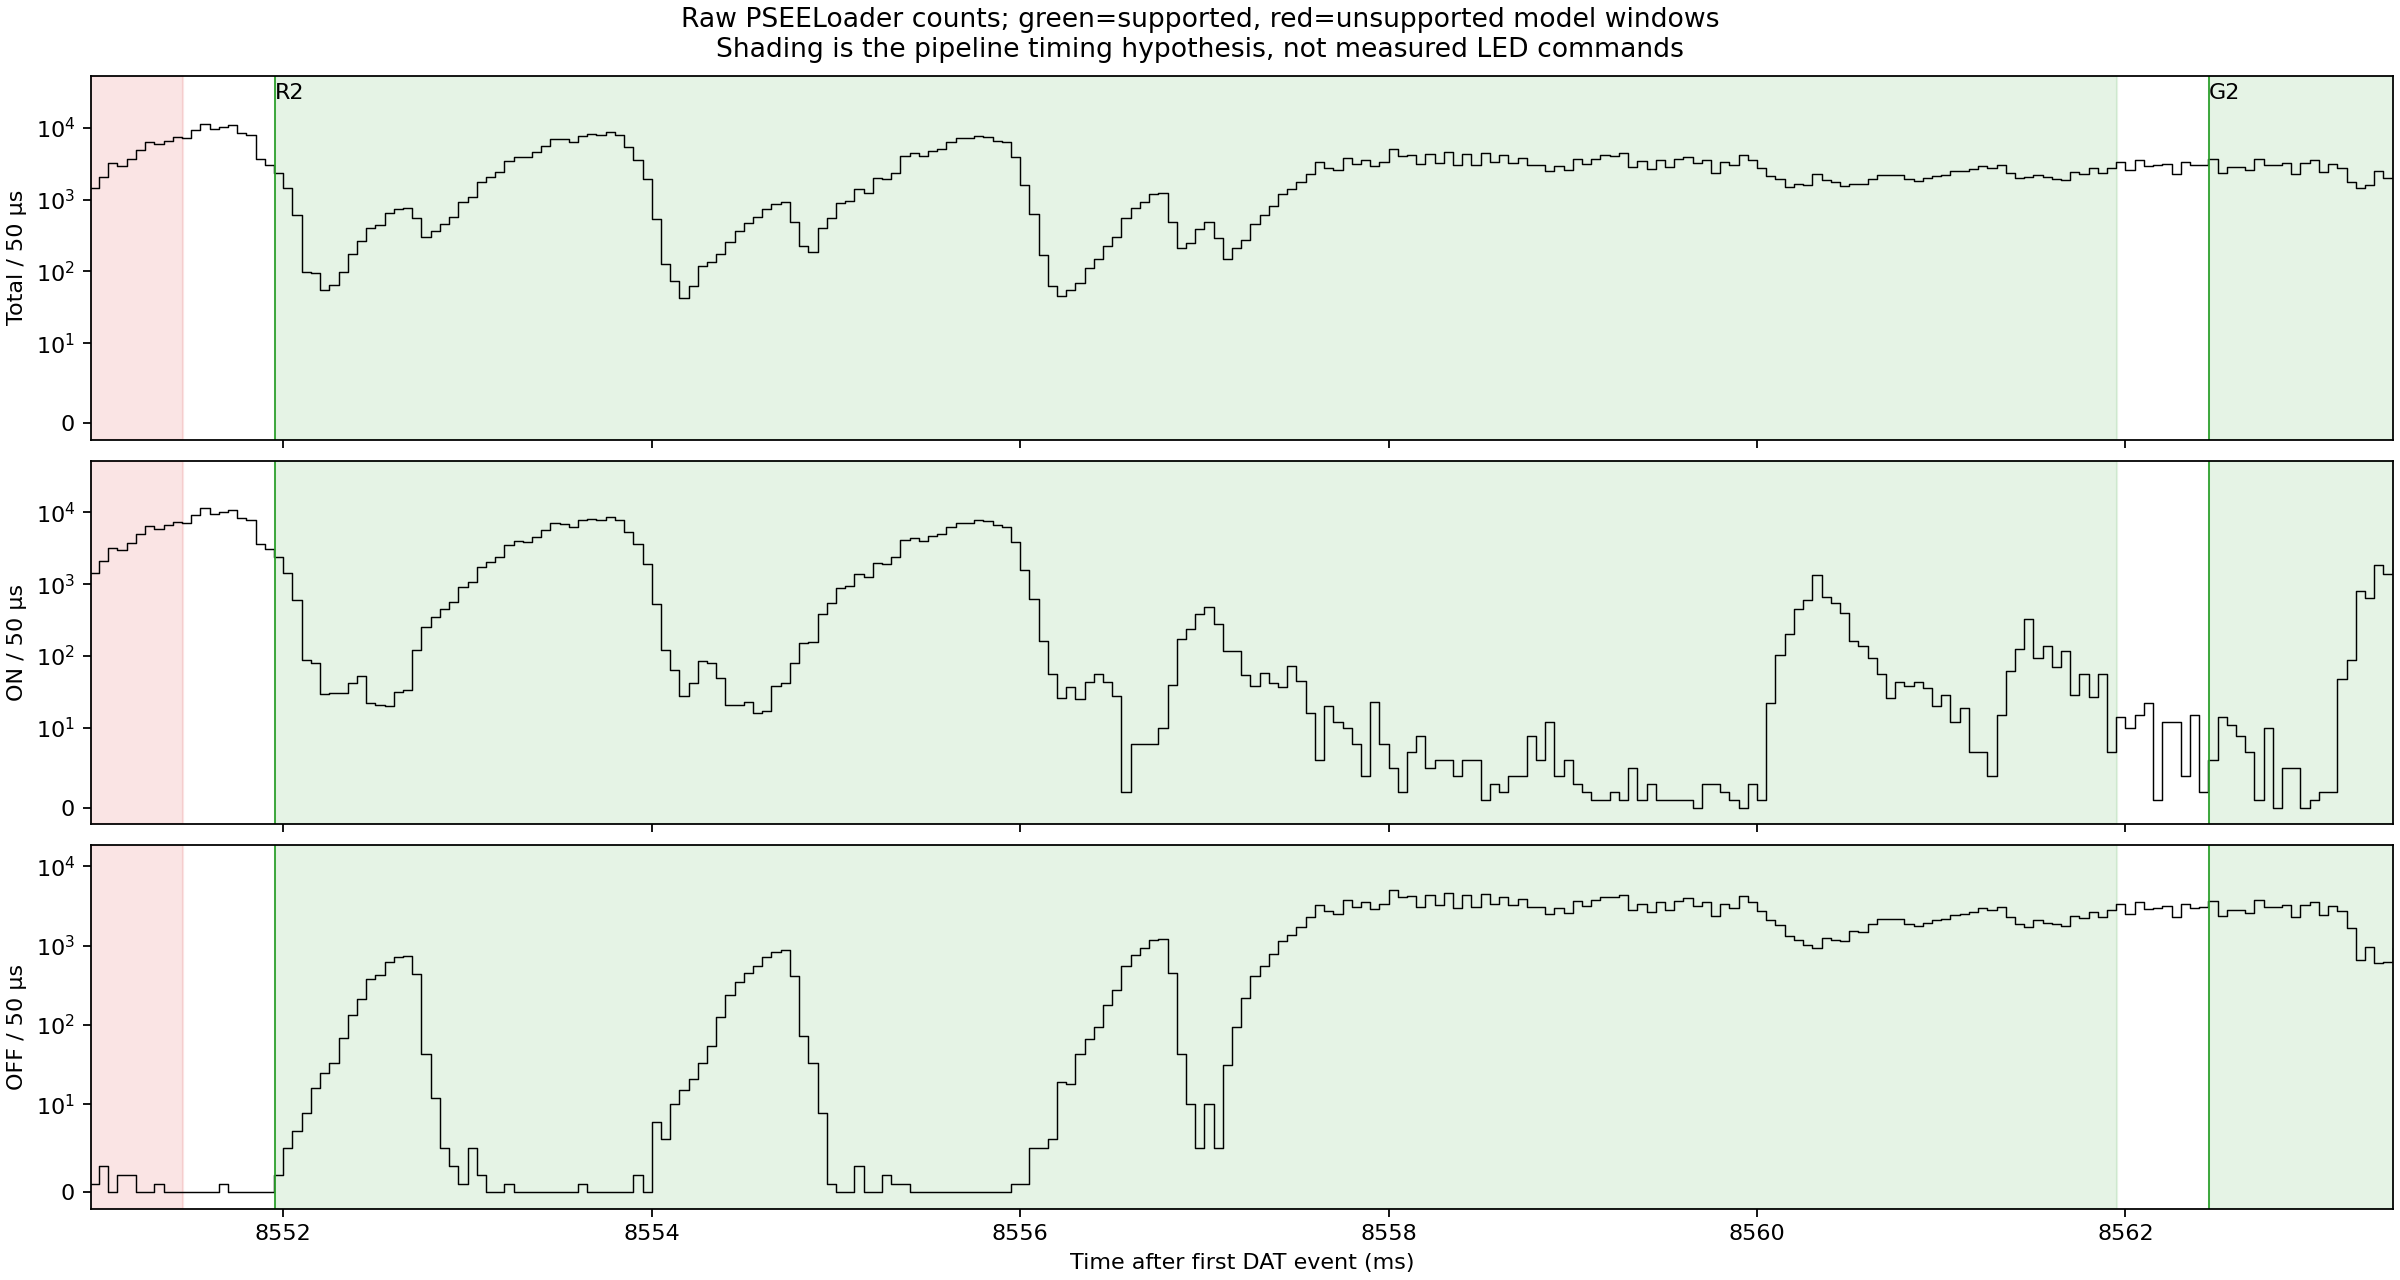 Raw PSEELoader counts; green=supported, red=unsupported model windows
Shading is the pipeline timing hypothesis, not measured LED commands
R2
G2
10⁴
10³
10²
10¹
0
Total / 50 µs
10⁴
10³
10²
10¹
0
ON / 50 µs
10⁴
10³
10²
10¹
0
OFF / 50 µs
8552
8554
8556
8558
8560
8562
Time after first DAT event (ms)